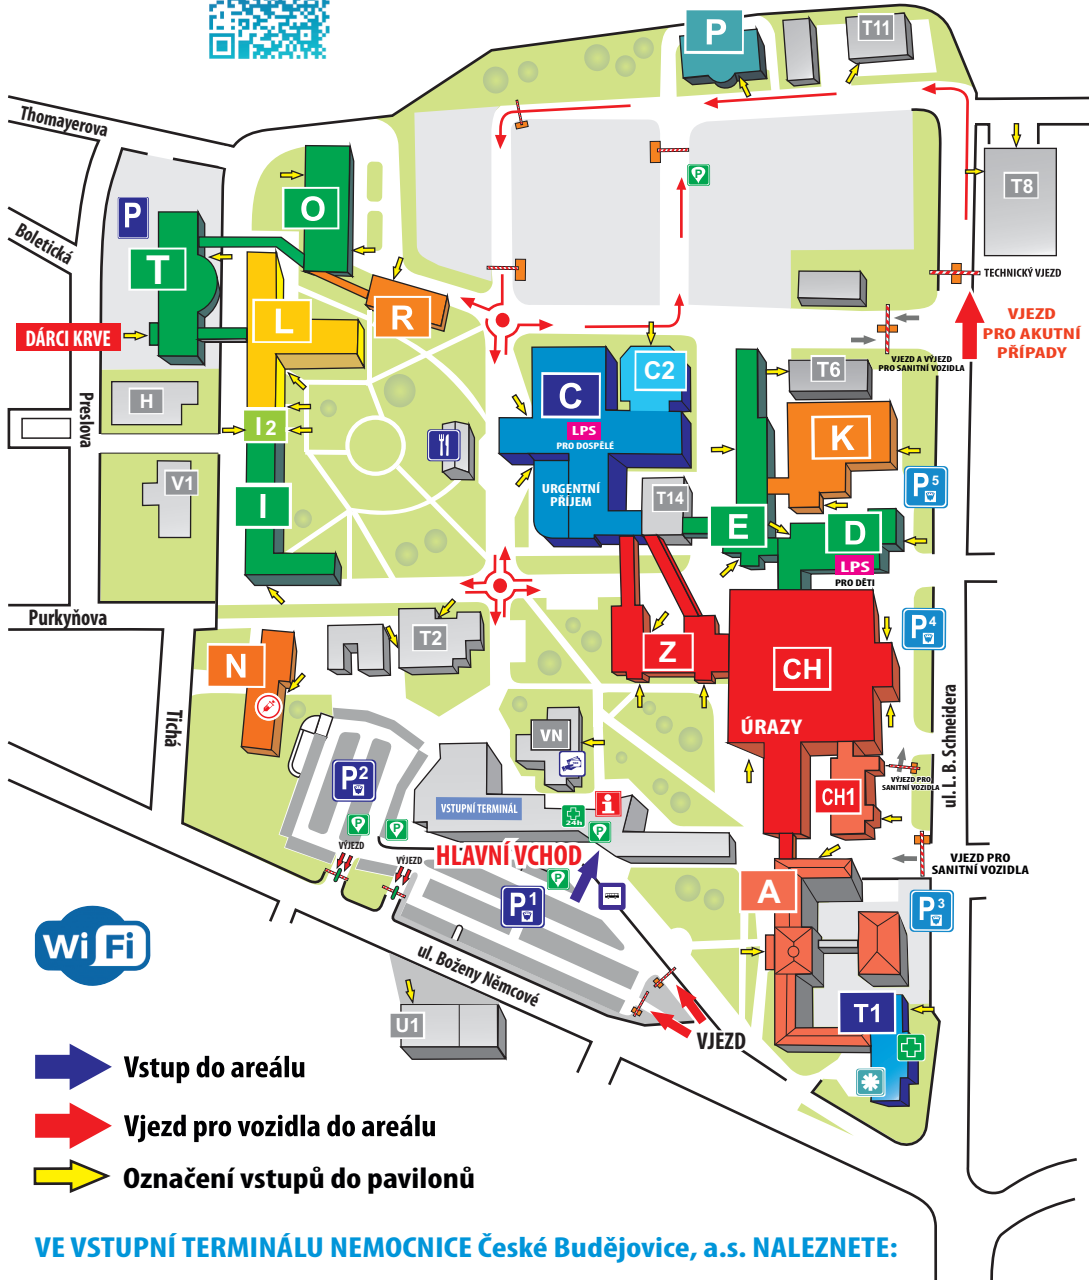 P
T11
Thomayerova
T8
P
O
Boletická
T
TECHNICKÝ VJEZD
R
L
DÁRCI KRVE
VJEZD
PRO AKUTNÍ
PŘÍPADY
VJEZD A VÝJEZD
PRO SANITNÍ VOZIDLA
C2
T6
C
H
Preslova
LPS
PRO DOSPĚLÉ
I2
K
V1
URGENTNÍ
PŘÍJEM
T14
P5
I
E
D
LPS
PRO DĚTI
Purkyňova
P4
T2
N
Z
CH
Tichá
ul. L. B. Schneidera
ÚRAZY
VN
P2
VÝJEZD PRO
SANITNÍ VOZIDLA
CH1
VSTUPNÍ TERMINÁL
i
24h
P
P
P
P
P
VÝJEZD
VÝJEZD
HLAVNÍ VCHOD
VJEZD PRO
SANITNÍ VOZIDLA
A
P1
P3
WiFi
ul. Boženy Němcové
T1
U1
VJEZD
Vstup do areálu
Vjezd pro vozidla do areálu
Označení vstupů do pavilonů
VE VSTUPNÍ TERMINÁLU NEMOCNICE České Budějovice, a.s. NALEZNETE: